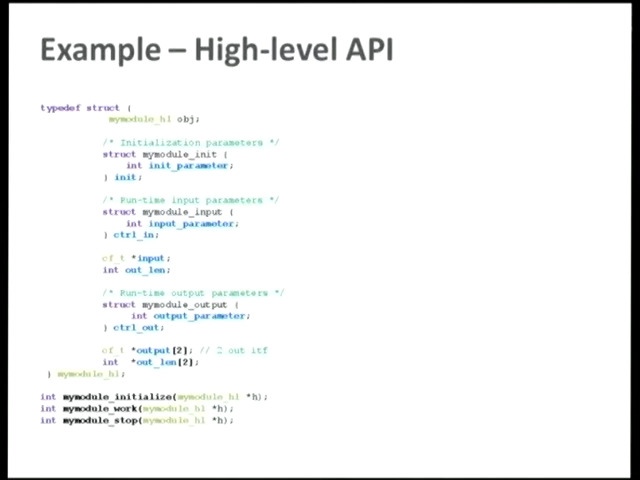 Example – High-level API
typedef struct {
mymodule_hl obj;
/* Initialization parameters */
struct mymodule_init {
int init_parameter;
} init;
/* Run-time input parameters */
struct mymodule_input {
int input_parameter;
} ctrl_in;
cf_t *input;
int out_len;
/* Run-time output parameters */
struct mymodule_output {
int output_parameter;
} ctrl_out;
cf_t *output[2]; // 2 out itf
int *out_len[2];
} mymodule_hl;
int mymodule_initialize(mymodule_hl *h);
int mymodule_work(mymodule_hl *h);
int mymodule_stop(mymodule_hl *h);